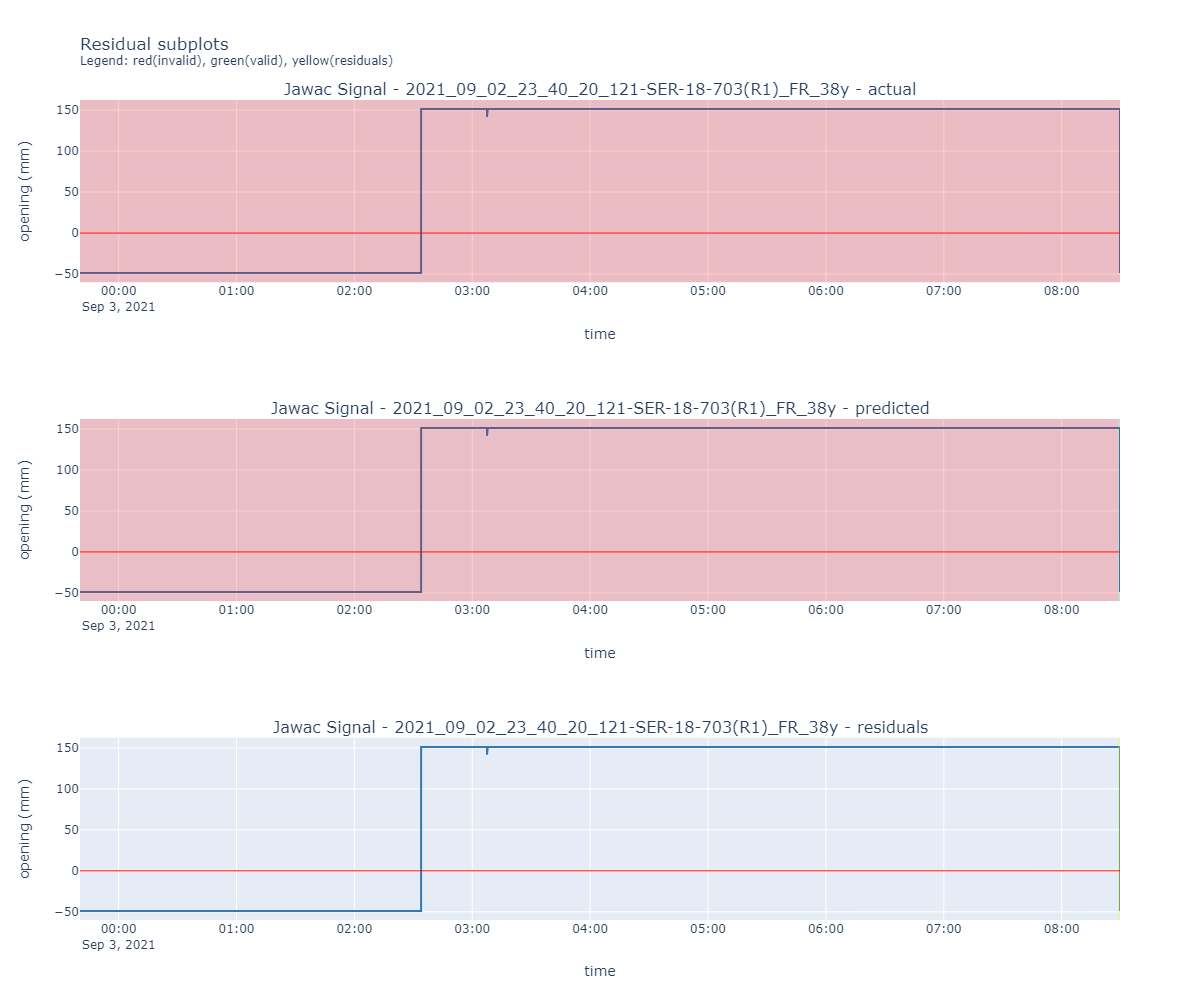 Residual subplots
Legend: red(invalid), green(valid), yellow(residuals)
Jawac Signal - 2021_09_02_23_40_20_121-SER-18-703(R1)_FR_38y - actual
150
100
50
0
−50
opening (mm)
00:00 01:00 02:00 03:00 04:00 05:00 06:00 07:00 08:00
Sep 3, 2021
time
Jawac Signal - 2021_09_02_23_40_20_121-SER-18-703(R1)_FR_38y - predicted
150
100
50
0
−50
opening (mm)
00:00 01:00 02:00 03:00 04:00 05:00 06:00 07:00 08:00
Sep 3, 2021
time
Jawac Signal - 2021_09_02_23_40_20_121-SER-18-703(R1)_FR_38y - residuals
150
100
50
0
−50
opening (mm)
00:00 01:00 02:00 03:00 04:00 05:00 06:00 07:00 08:00
Sep 3, 2021
time